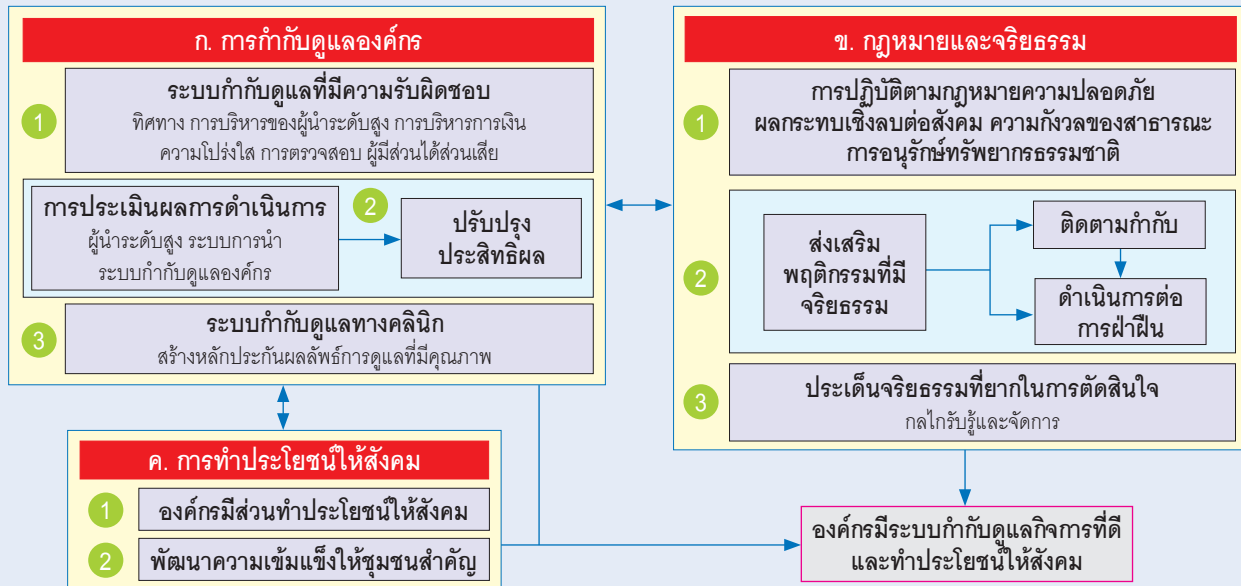 ก. การกำกับดูแลองค์กร
1
ระบบกำกับดูแลที่มีความรับผิดชอบ
ทิศทาง การบริหารของผู้นำระดับสูง การบริหารการเงิน
ความโปร่งใส การตรวจสอบ ผู้มีส่วนได้ส่วนเสีย
การประเมินผลการดำเนินการ
ผู้นำระดับสูง ระบบการนำ
ระบบกำกับดูแลองค์กร
2
ปรับปรุง
ประสิทธิผล
3
ระบบกำกับดูแลทางคลินิก
สร้างหลักประกันผลลัพธ์การดูแลที่มีคุณภาพ
ข. กฎหมายและจริยธรรม
1
การปฏิบัติตามกฎหมายความปลอดภัย
ผลกระทบเชิงลบต่อสังคม ความกังวลของสาธารณะ
การอนุรักษ์ทรัพยากรธรรมชาติ
2
ส่งเสริม
พฤติกรรมที่มี
จริยธรรม
ติดตามกำกับ
ดำเนินการต่อ
การฝ่าฝืน
3
ประเด็นจริยธรรมที่ยากในการตัดสินใจ
กลไกรับรู้และจัดการ
ค. การทำประโยชน์ให้สังคม
1
องค์กรมีส่วนทำประโยชน์ให้สังคม
2
พัฒนาความเข้มแข็งให้ชุมชนสำคัญ
องค์กรมีระบบกำกับดูแลกิจการที่ดี
และทำประโยชน์ให้สังคม